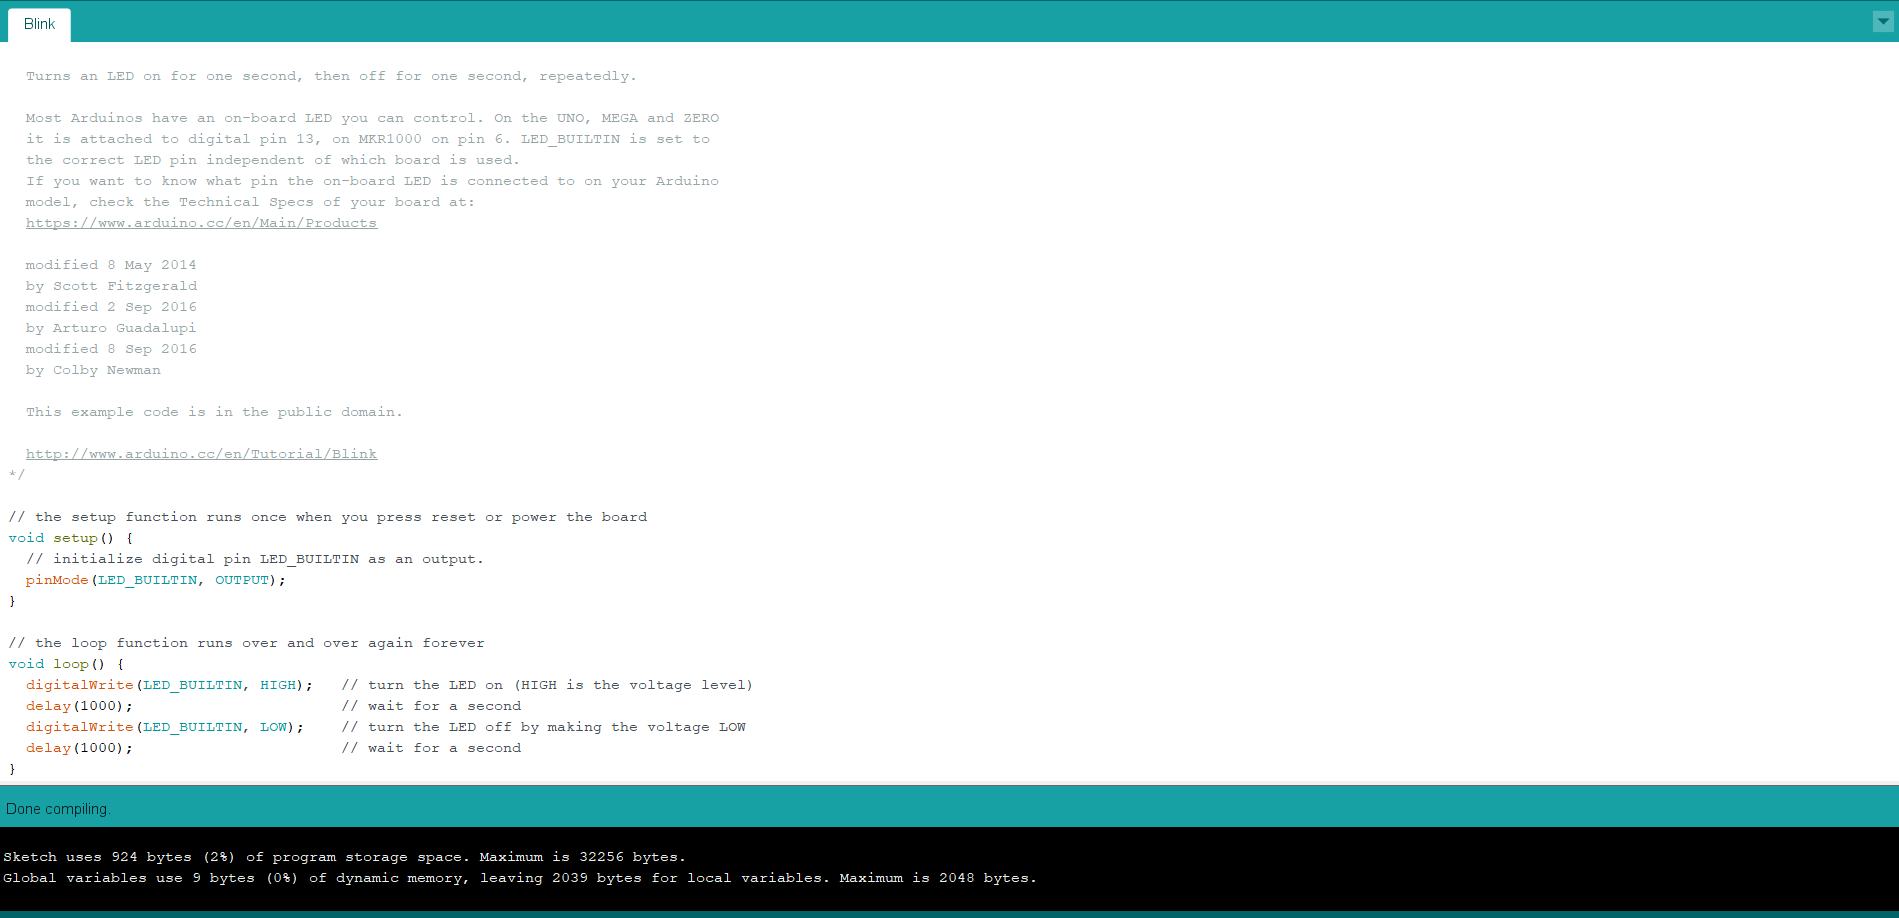 Blink
Turns an LED on for one second, then off for one second, repeatedly.
Most Arduinos have an on-board LED you can control. On the UNO, MEGA and ZERO
it is attached to digital pin 13, on MKR1000 on pin 6. LED_BUILTIN is set to
the correct LED pin independent of which board is used.
If you want to know what pin the on-board LED is connected to on your Arduino
model, check the Technical Specs of your board at:
https://www.arduino.cc/en/Main/Products
modified 8 May 2014
by Scott Fitzgerald
modified 2 Sep 2016
by Arturo Guadalupi
modified 8 Sep 2016
by Colby Newman
This example code is in the public domain.
http://www.arduino.cc/en/Tutorial/Blink
*/
// the setup function runs once when you press reset or power the board
void setup() {
  // initialize digital pin LED_BUILTIN as an output.
  pinMode(LED_BUILTIN, OUTPUT);
}
// the loop function runs over and over again forever
void loop() {
  digitalWrite(LED_BUILTIN, HIGH);   // turn the LED on (HIGH is the voltage level)
  delay(1000);                       // wait for a second
  digitalWrite(LED_BUILTIN, LOW);    // turn the LED off by making the voltage LOW
  delay(1000);                       // wait for a second
}
Done compiling.
Sketch uses 924 bytes (2%) of program storage space. Maximum is 32256 bytes.
Global variables use 9 bytes (0%) of dynamic memory, leaving 2039 bytes for local variables. Maximum is 2048 bytes.